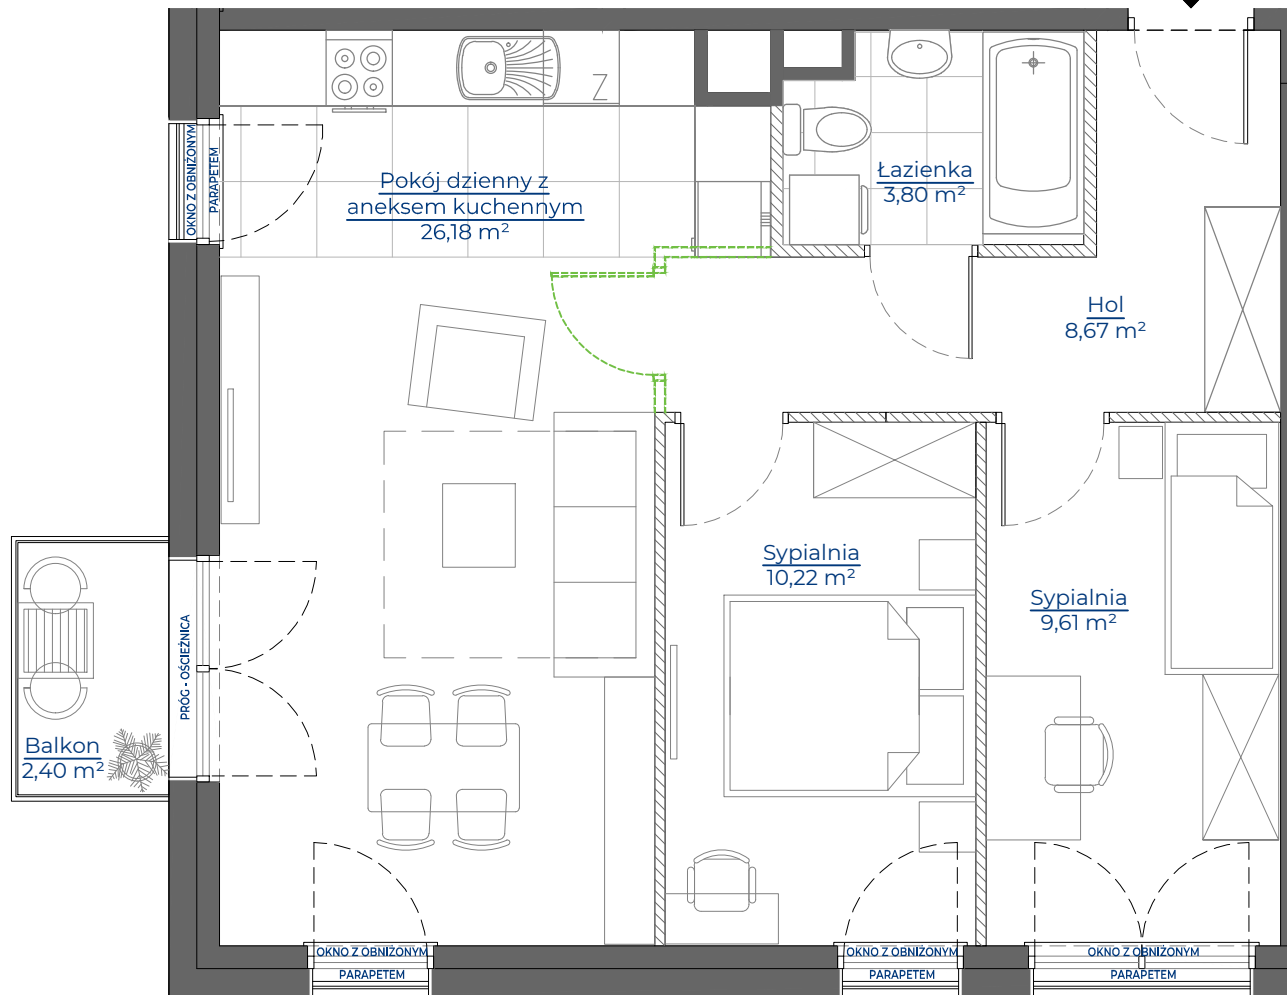 Z
OKNO Z OBNIŻONYM
PARAPETEM
Pokój dzienny z
aneksem kuchennym
26,18 m²
Łazienka
3,80 m²
Hol
8,67 m²
Sypialnia
10,22 m²
Sypialnia
9,61 m²
PRÓG - OŚCIEŻNICA
Balkon
2,40 m²
OKNO Z OBNIŻONYM
PARAPETEM
OKNO Z OBNIŻONYM
PARAPETEM
OKNO Z OBNIŻONYM
PARAPETEM